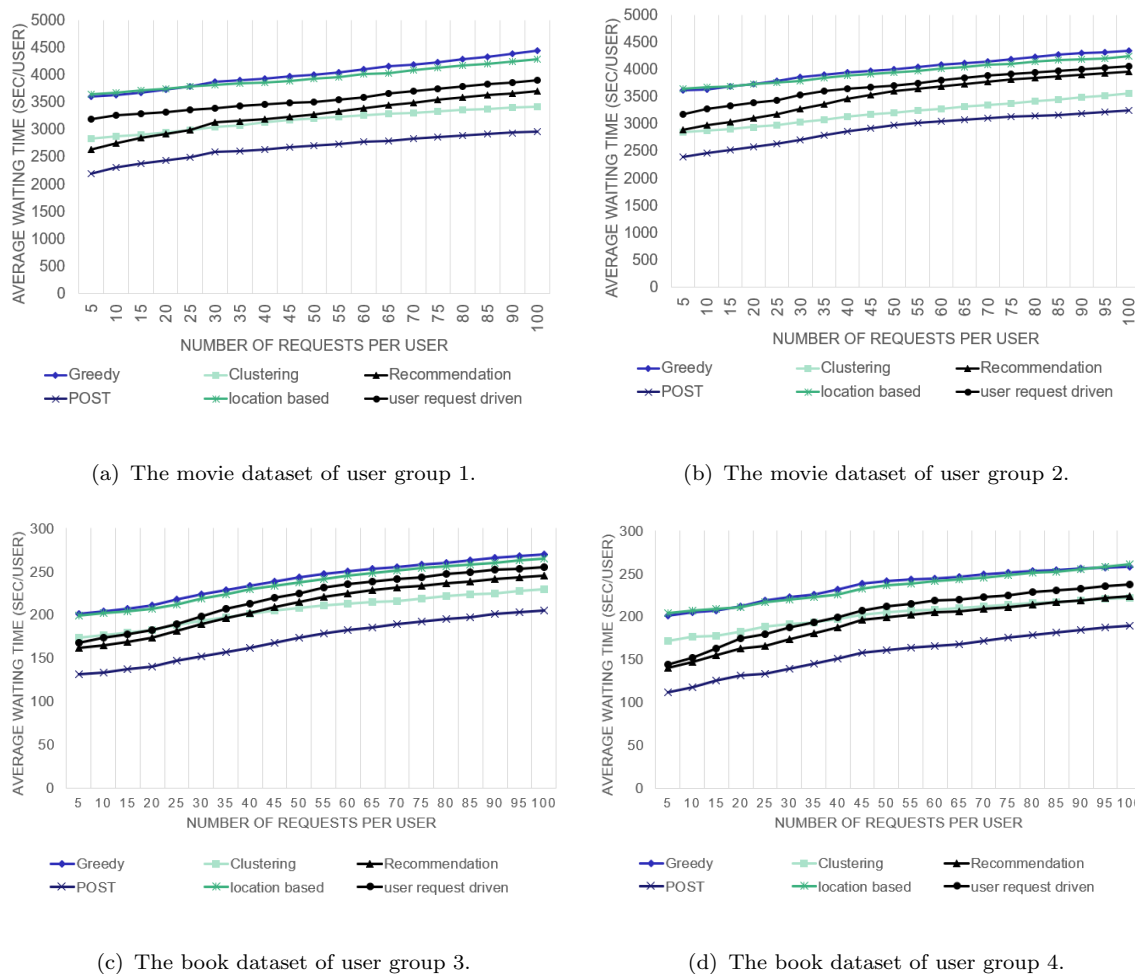 AVERAGE WAITING TIME (SEC/USER)
5000
4500
4000
3500
3000
2500
2000
1500
1000
500
0
5 10 15 20 25 30 35 40 45 50 55 60 65 70 75 80 85 90 100
NUMBER OF REQUESTS PER USER
Greedy Clustering Recommendation
POST location based user request driven
(a) The movie dataset of user group 1.
AVERAGE WAITING TIME (SEC/USER)
5000
4500
4000
3500
3000
2500
2000
1500
1000
500
0
5 10 15 20 25 30 35 40 45 50 55 60 65 70 75 80 85 90 95 100
NUMBER OF REQUESTS PER USER
Greedy Clustering Recommendation
POST location based user request driven
(b) The movie dataset of user group 2.
AVERAGE WAITING TIME (SEC/USER)
300
250
200
150
100
50
0
5 10 15 20 25 30 35 40 45 50 55 60 65 70 75 80 85 90 95 100
NUMBER OF REQUESTS PER USER
Greedy Clustering Recommendation
POST location based user request driven
(c) The book dataset of user group 3.
AVERAGE WAITING TIME (SEC/USER)
300
250
200
150
100
50
0
5 10 15 20 25 30 35 40 45 50 55 60 65 70 75 80 85 90 95 100
NUMBER OF REQUESTS PER USER
Greedy Clustering Recommendation
POST location based user request driven
(d) The book dataset of user group 4.